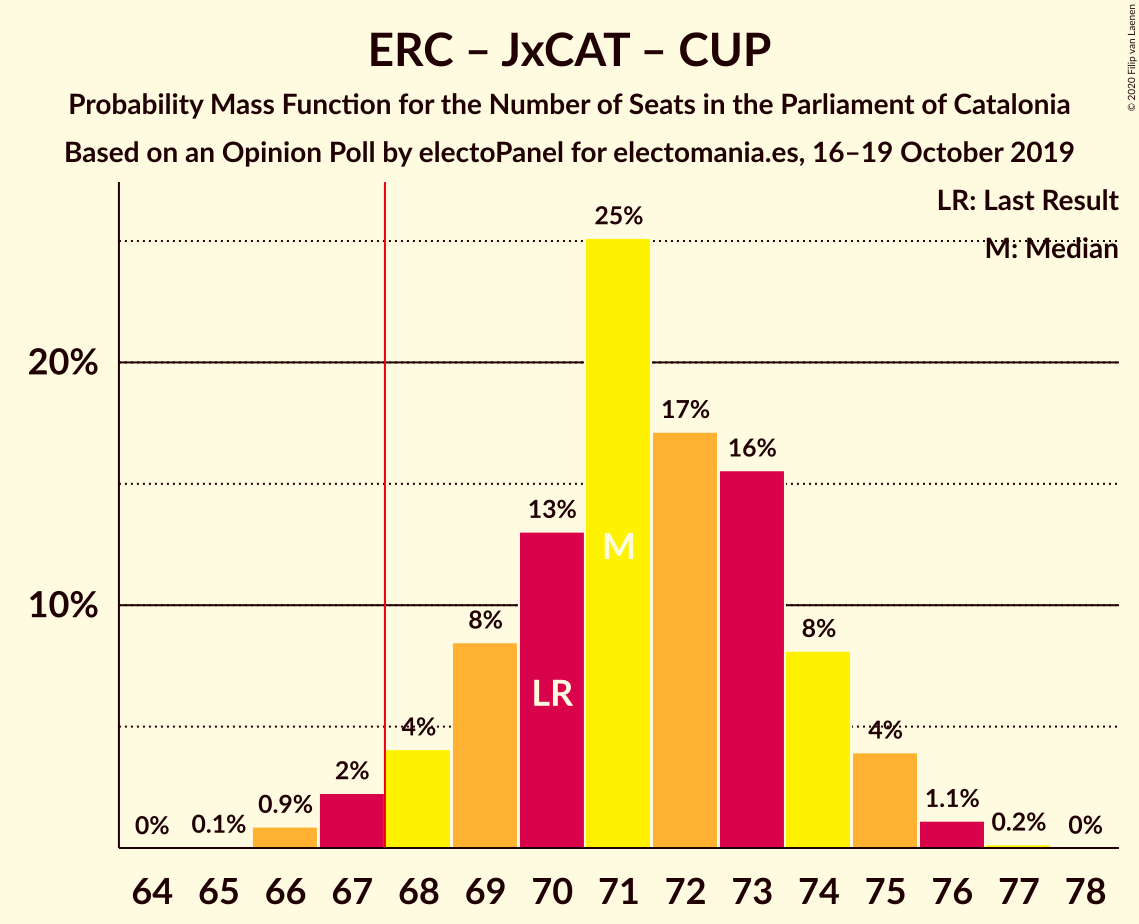 ERC – JxCAT – CUP
Probability Mass Function for the Number of Seats in the Parliament of Catalonia
Based on an Opinion Poll by electoPanel for electomania.es, 16–19 October 2019
© 2020 Filip van Laenen
LR: Last Result
M: Median
20%
10%
0%
0.1%
0.9%
2%
4%
8%
13%
25%
17%
16%
8%
4%
1.1%
0.2%
0%
LR
M
64 65 66 67 68 69 70 71 72 73 74 75 76 77 78